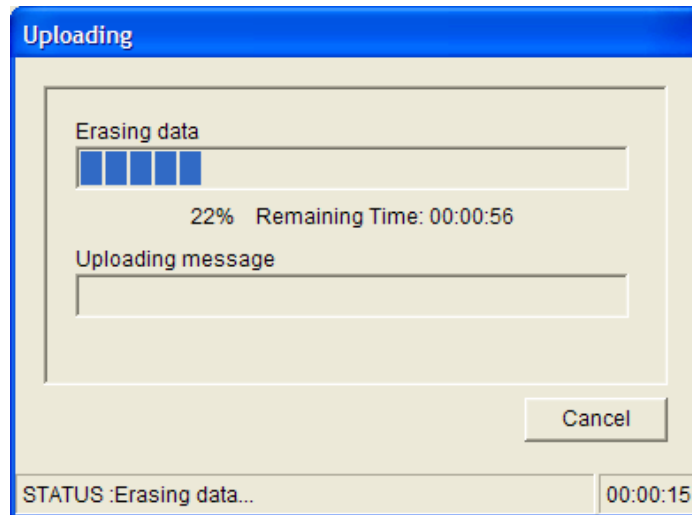 Uploading
Erasing data
22% Remaining Time: 00:00:56
Uploading message
Cancel
STATUS :Erasing data... 00:00:15